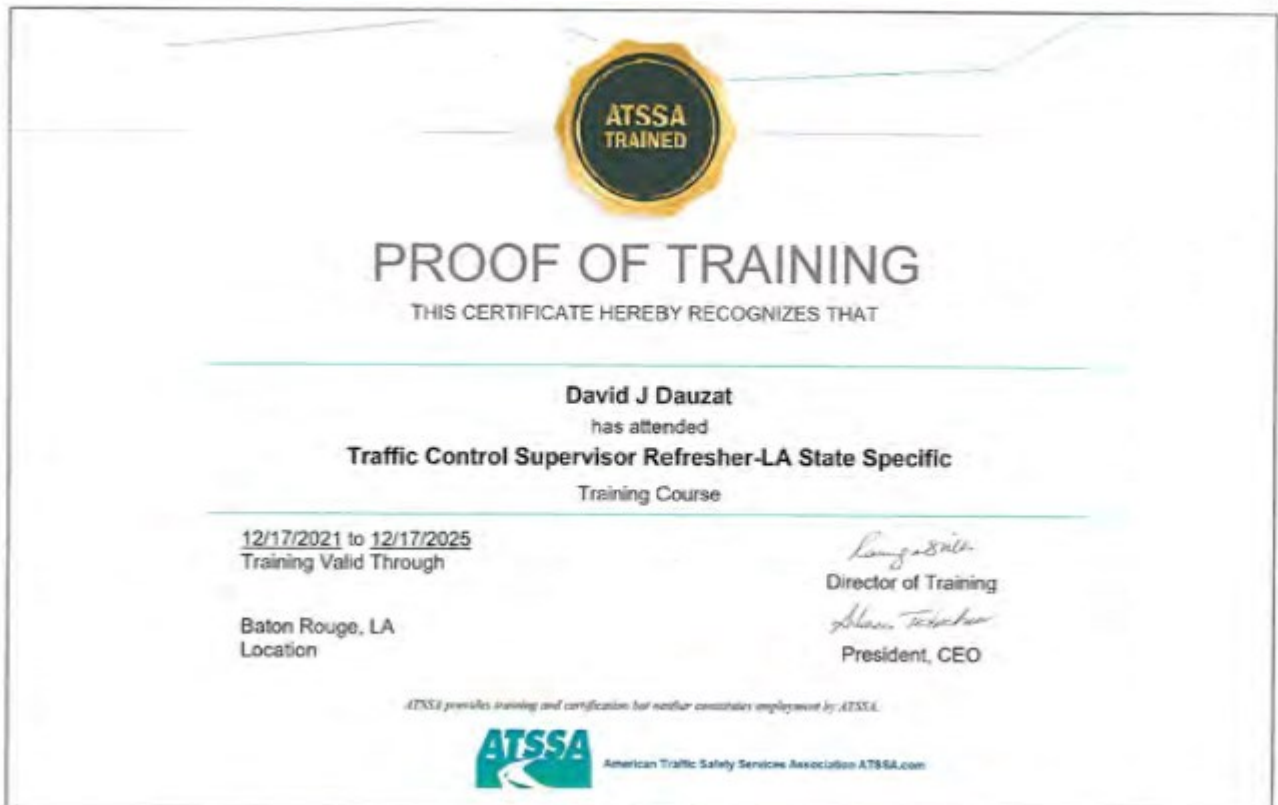 ATSSA
TRAINED
PROOF OF TRAINING
THIS CERTIFICATE HEREBY RECOGNIZES THAT
David J Dauzat
has attended
Traffic Control Supervisor Refresher-LA State Specific
Training Course
12/17/2021 to 12/17/2025
Training Valid Through
Director of Training
Baton Rouge, LA
Location
President, CEO
ATSSA provides training and certification but neither constitutes employment by ATSSA.
ATSSA
American Traffic Safety Services Association ATSSA.com